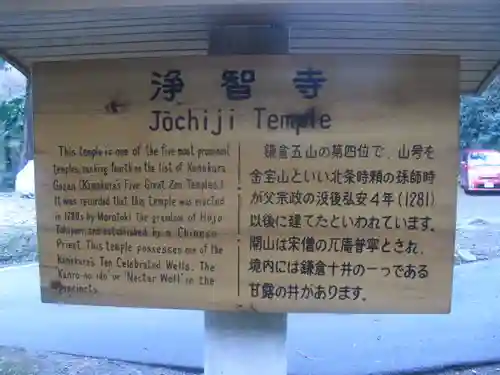 浄智寺
Jōchiji Temple
This temple is one of the five most prominent
temples, ranking fourth on the list of Kamakura
Gozan (Kamakura's Five Great Zen Temples.)
It was recorded that this temple was erected
in 1280s by Morotoki The grandson of Hojo
Tokiyori and established by a Chinese
Priest. This temple possesses one of the
Kamakura's Ten Celebrated Wells. The
"Kanro-no-ido" or "Nectar Well" in the
precincts.
鎌倉五山の第四位で、山号を
金宝山といい北条時頼の孫師時
が父宗政の没後弘安4年(1281)
以後に建てたといわれています。
開山は宋僧の兀庵普寧とされ、
境内には鎌倉十井の一つである
甘露の井があります。